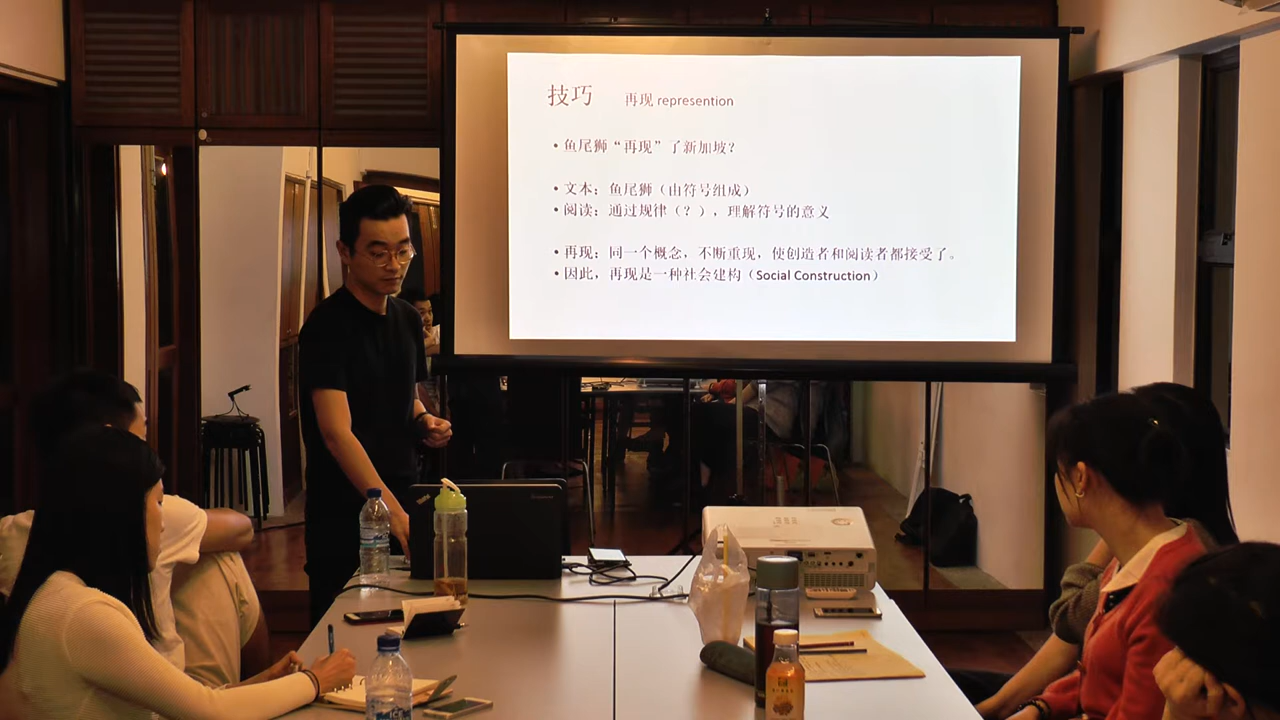 技巧 再现 represention
• 鱼尾狮“再现”了新加坡？
• 文本：鱼尾狮（由符号组成）
• 阅读：通过规律（？），理解符号的意义
• 再现：同一个概念，不断重现，使创造者和阅读者都接受了。
• 因此，再现是一种社会建构（Social Construction）